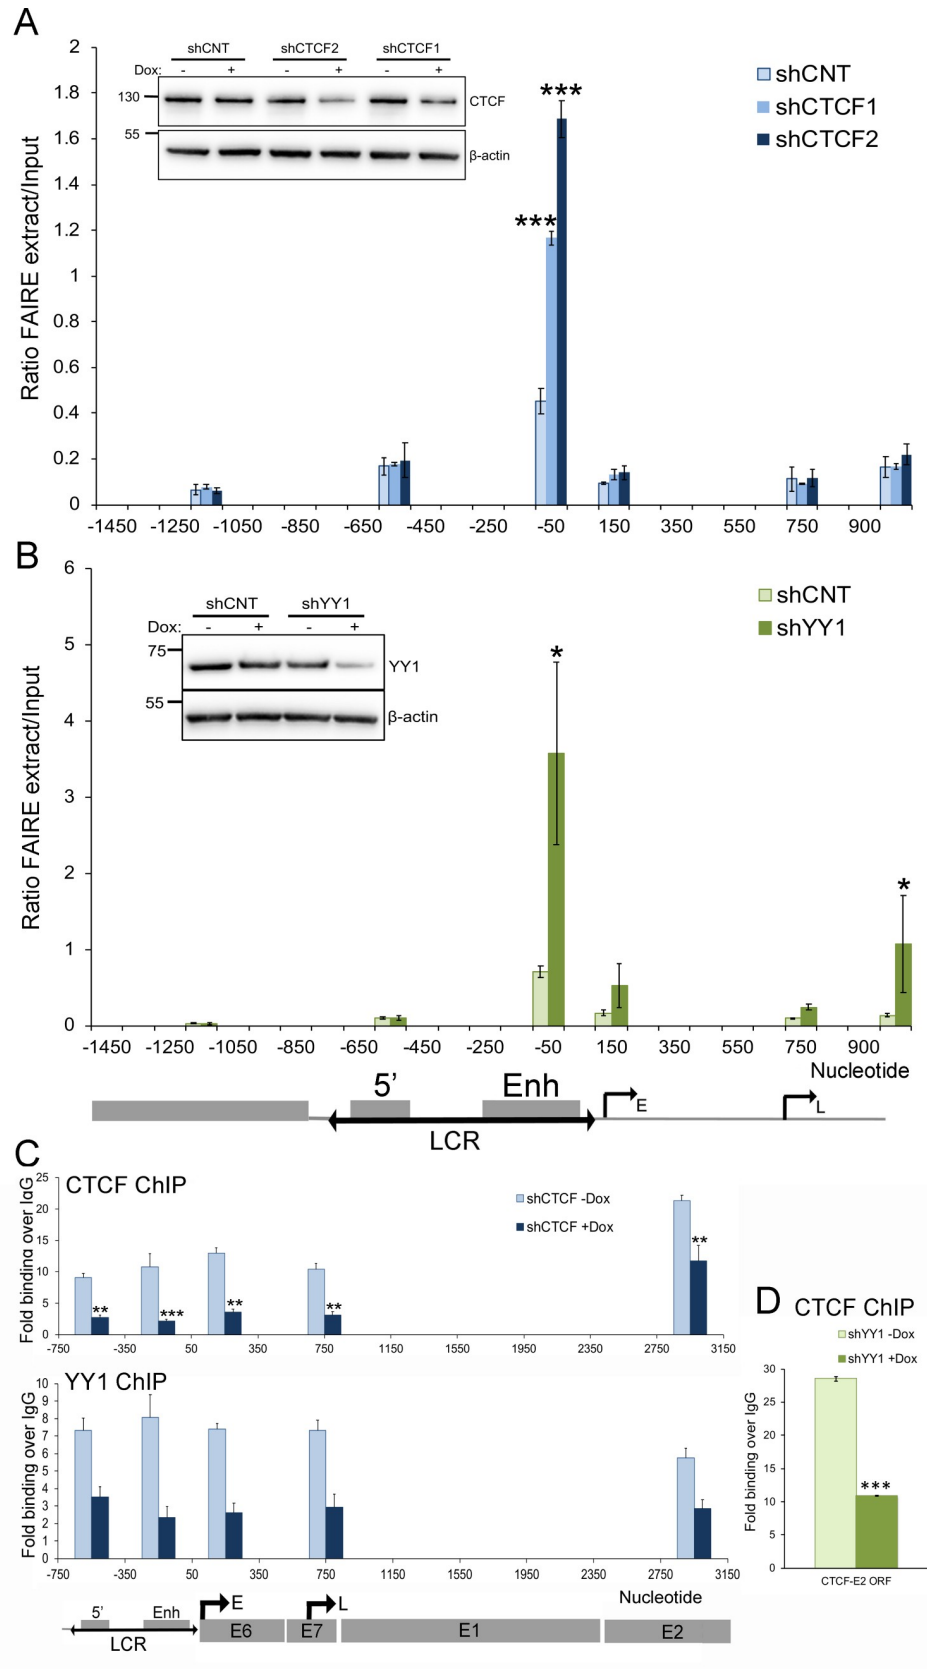 A
2
1.8
1.6
1.4
1.2
1
0.8
0.6
0.4
0.2
0
Ratio FAIRE extract/Input
shCNT shCTCF2 shCTCF1
Dox: - + - + - +
130 CTCF
55 β-actin
*** ***
shCNT
shCTCF1
shCTCF2
-1450 -1250 -1050 -850 -650 -450 -250 -50 150 350 550 750 900
B
6
5
4
3
2
1
0
Ratio FAIRE extract/Input
shCNT shYY1
Dox: - + - +
75 YY1
55 β-actin
* *
shCNT
shYY1
-1450 -1250 -1050 -850 -650 -450 -250 -50 150 350 550 750 900
Nucleotide
5’ Enh E L
LCR
C
CTCF ChIP
25
20
15
10
5
0
Fold binding over IgG
shCTCF -Dox
shCTCF +Dox
** *** ** ** **
-750 -350 50 350 750 1150 1550 1950 2350 2750 3150
YY1 ChIP
10
9
8
7
6
5
4
3
2
1
0
Fold binding over IgG
-750 -350 50 350 750 1150 1550 1950 2350 2750 3150
Nucleotide
5’ Enh E L
LCR E6 E7 E1 E2
D
CTCF ChIP
shYY1 -Dox
shYY1 +Dox
30
25
20
15
10
5
0
Fold binding over IgG
***
CTCF-E2 ORF